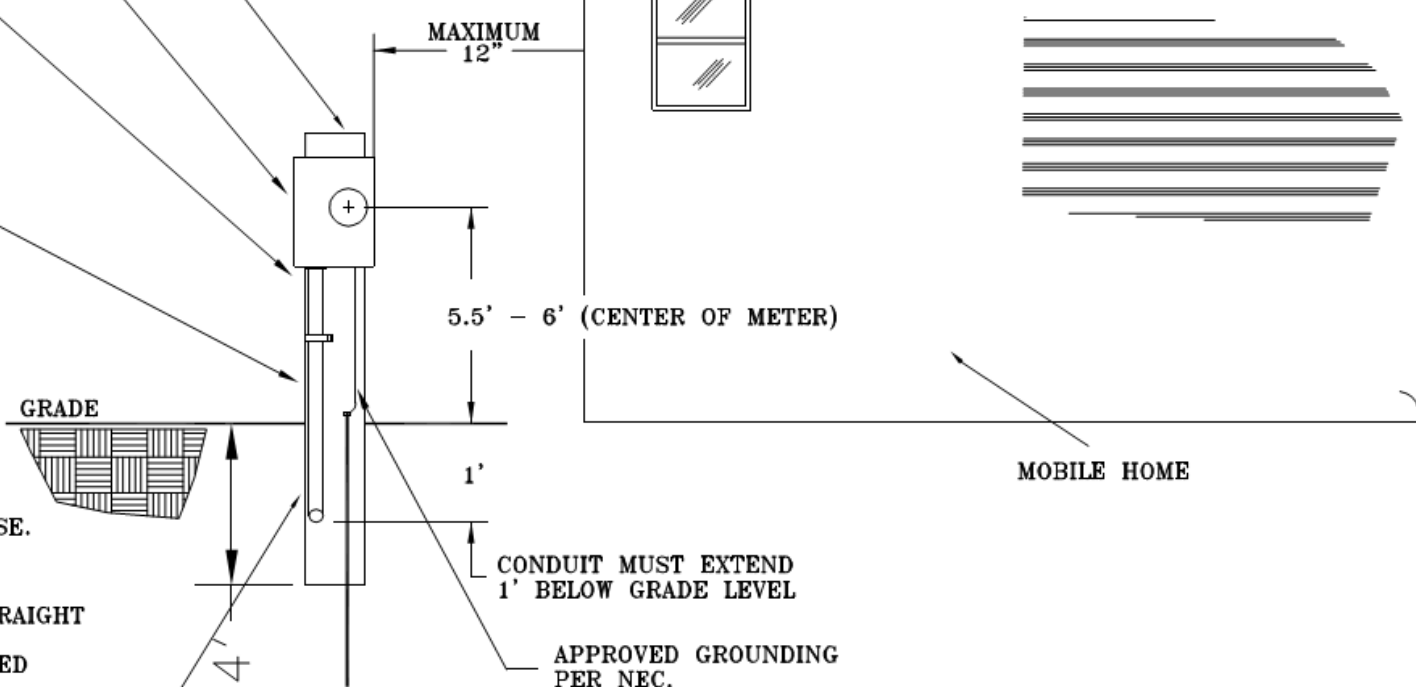 MAXIMUM
12"
5.5' - 6' (CENTER OF METER)
GRADE
1'
MOBILE HOME
SE.
CONDUIT MUST EXTEND
1' BELOW GRADE LEVEL
RAIGHT
4'
ED
APPROVED GROUNDING
PER NEC.